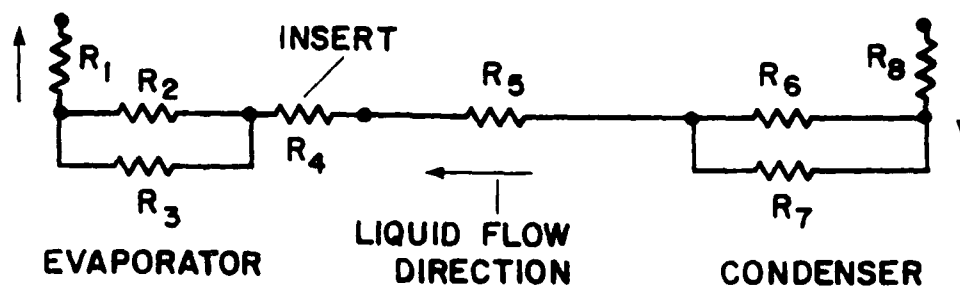 INSERT
R1
R2
R5
R6
R8
R4
R3
R7
LIQUID FLOW
DIRECTION
EVAPORATOR
CONDENSER